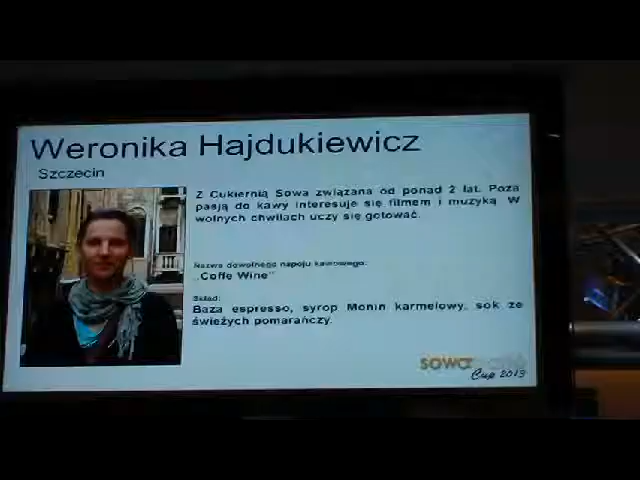 Weronika Hajdukiewicz
Szczecin
Z Cukiernią Sowa związana od ponad 2 lat. Poza
pasją do kawy interesuje się filmem i muzyką. W
wolnych chwilach uczy się gotować.
Nazwa dowolnego napoju kawowego:
„Coffe Wine”
Skład:
Baza espresso, syrop Monin karmelowy, sok ze
świeżych pomarańczy.
sowa
Cup 2013